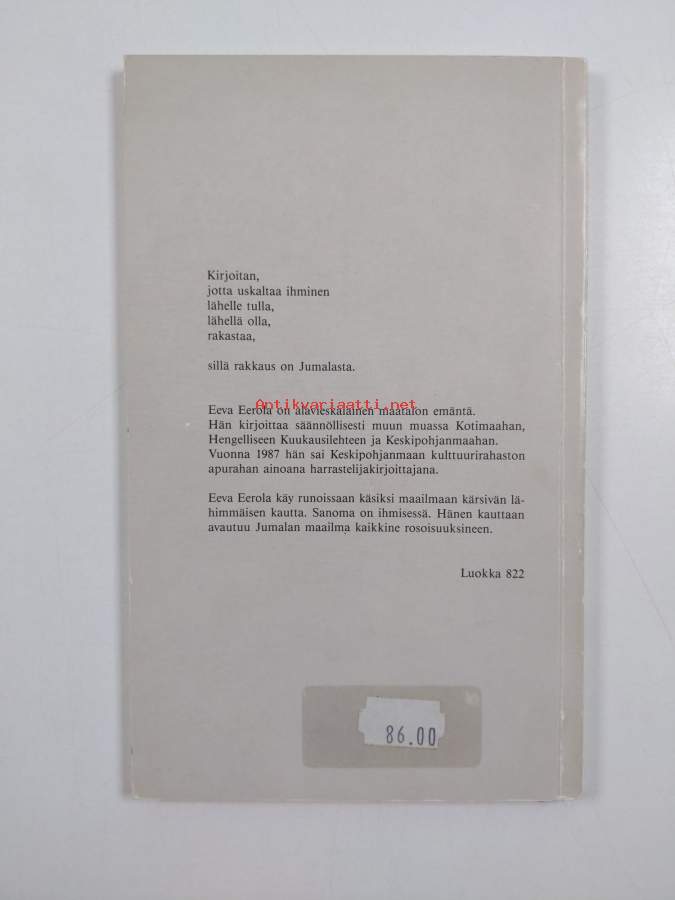 Kirjoitan,
jotta uskaltaa ihminen
lähelle tulla,
lähellä olla,
rakastaa,
sillä rakkaus on Jumalasta.
Antikvariaatti.net
Eeva Eerola on alavieskalainen maatalon emäntä.
Hän kirjoittaa säännöllisesti muun muassa Kotimaahan,
Hengelliseen Kuukausilehteen ja Keskipohjanmaahan.
Vuonna 1987 hän sai Keskipohjanmaan kulttuurirahaston
apurahan ainoana harrastelijakirjoittajana.
Eeva Eerola käy runoissaan käsiksi maailmaan kärsivän lä-
himmäisen kautta. Sanoma on ihmisessä. Hänen kauttaan
avautuu Jumalan maailma kaikkine rosoisuuksineen.
Luokka 822
86.00